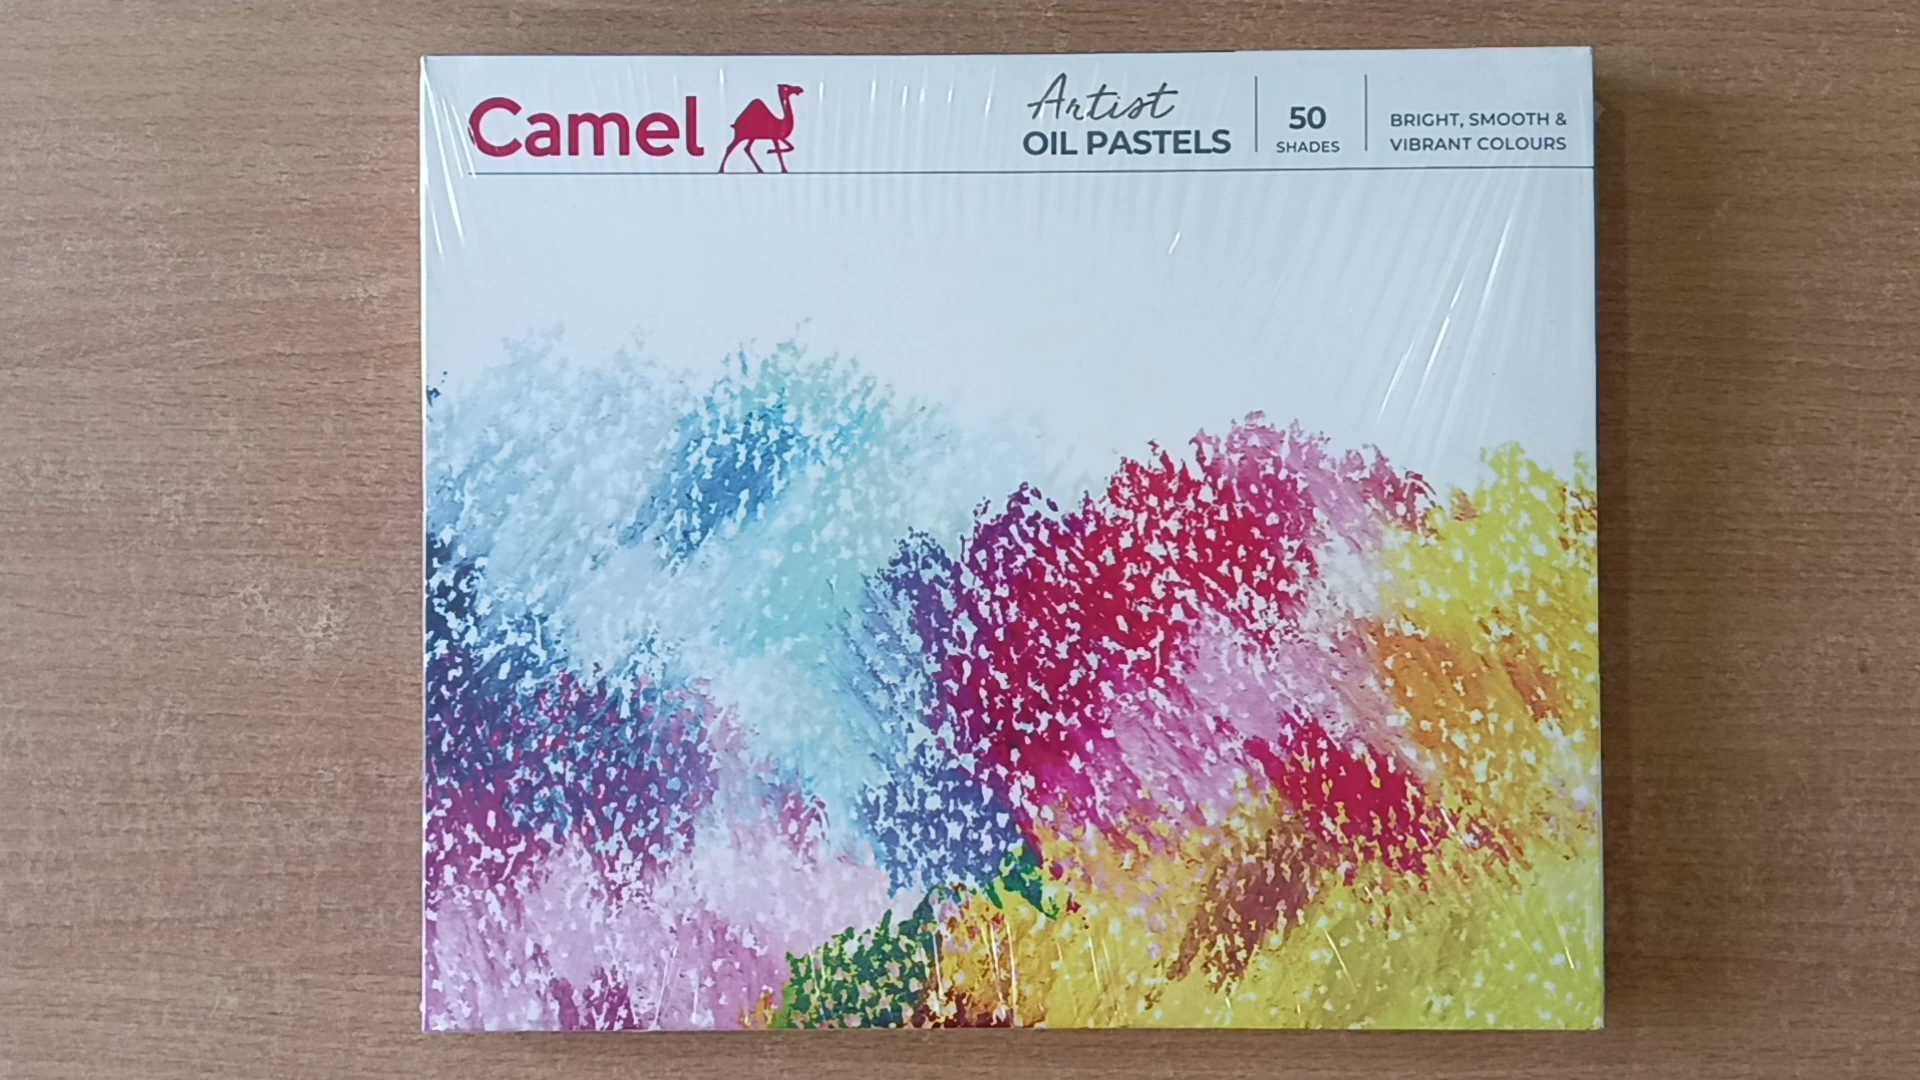 Camel
Artist
OIL PASTELS
50
SHADES
BRIGHT, SMOOTH &
VIBRANT COLOURS